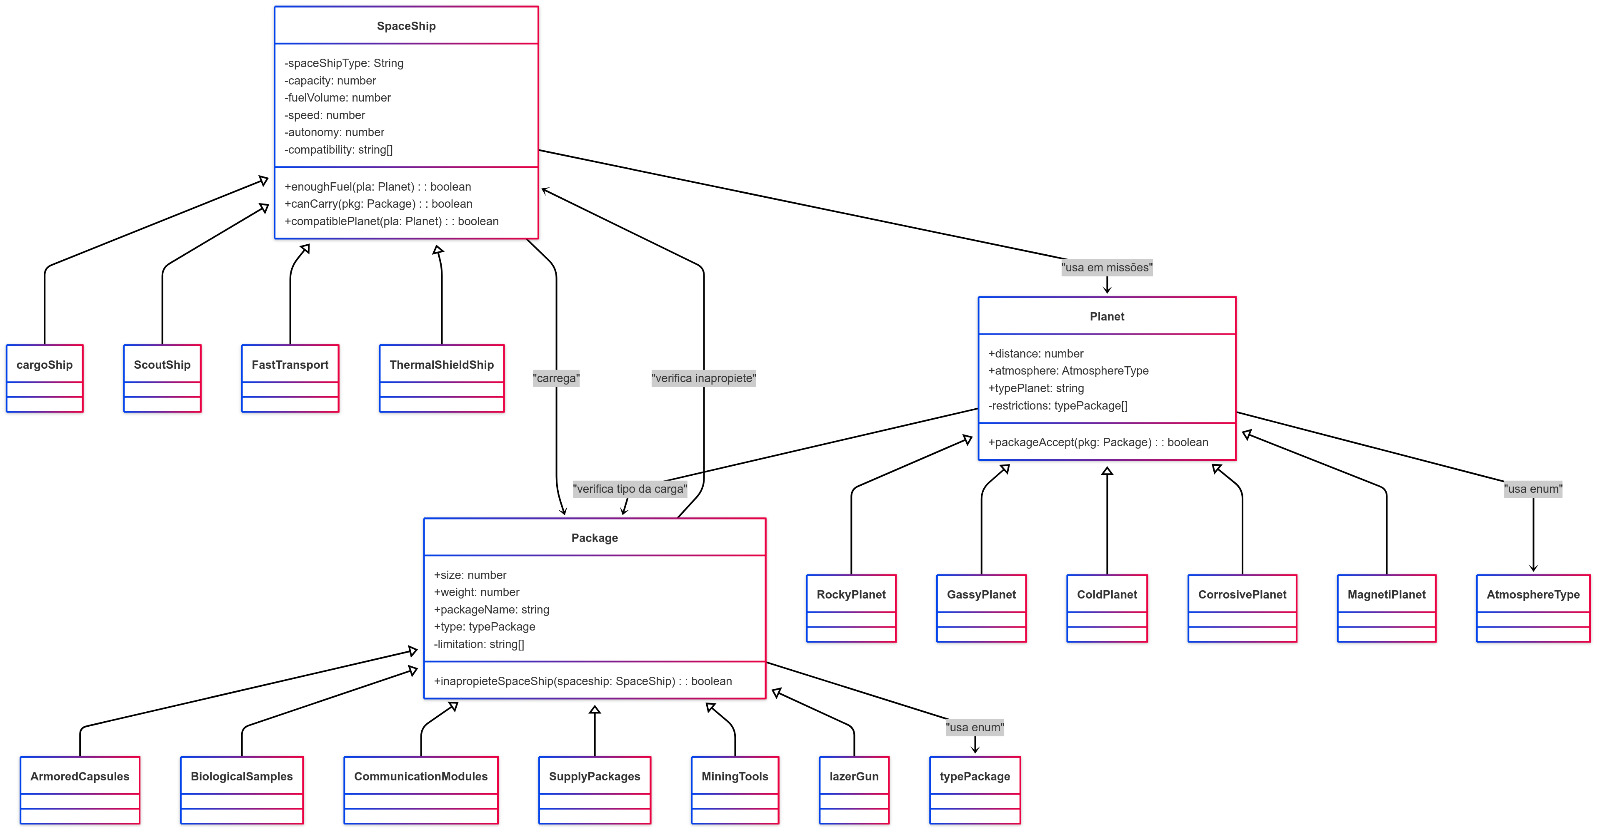 SpaceShip
-spaceShipType: String
-capacity: number
-fuelVolume: number
-speed: number
-autonomy: number
-compatibility: string[]
+enoughFuel(pla: Planet) : : boolean
+canCarry(pkg: Package) : : boolean
+compatiblePlanet(pla: Planet) : : boolean
"usa em missões"
Planet
+distance: number
+atmosphere: AtmosphereType
+typePlanet: string
-restrictions: typePackage[]
+packageAccept(pkg: Package) : : boolean
cargoShip
ScoutShip
FastTransport
ThermalShieldShip
"carrega"
"verifica inapropiete"
"verifica tipo da carga"
"usa enum"
Package
+size: number
+weight: number
+packageName: string
+type: typePackage
-limitation: string[]
+inapropieteSpaceShip(spaceship: SpaceShip) : : boolean
RockyPlanet
GassyPlanet
ColdPlanet
CorrosivePlanet
MagnetiPlanet
AtmosphereType
"usa enum"
ArmoredCapsules
BiologicalSamples
CommunicationModules
SupplyPackages
MiningTools
lazerGun
typePackage